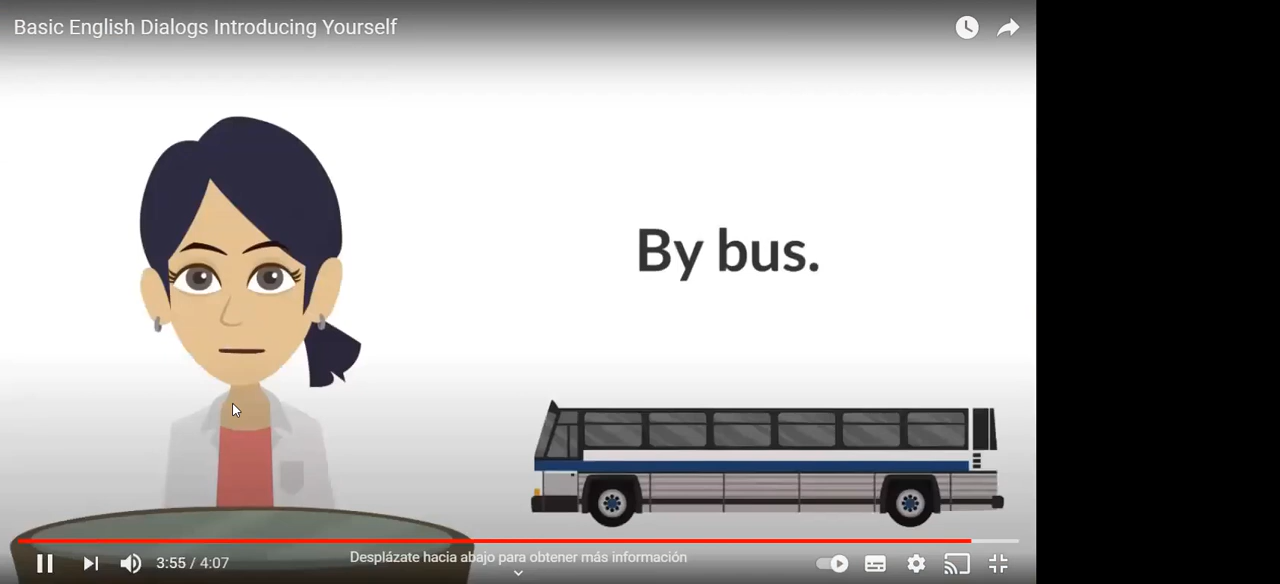 Basic English Dialogs Introducing Yourself
By bus.
3:55 / 4:07
Desplázate hacia abajo para obtener más información